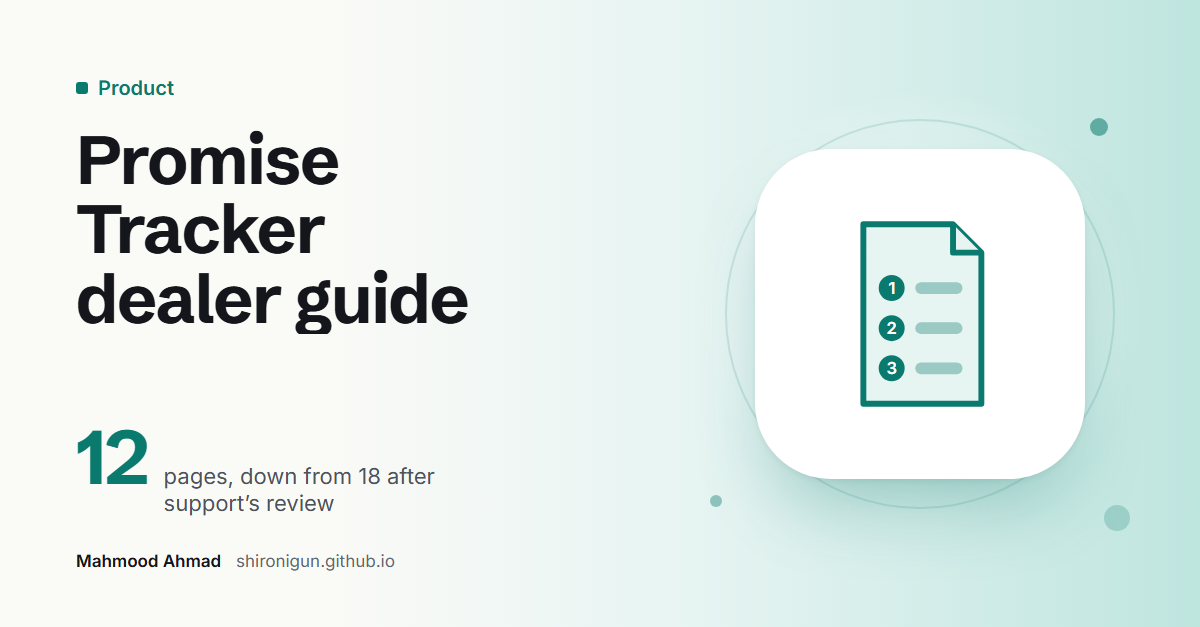 Product
Promise
Tracker
dealer guide
12
pages, down from 18 after
support’s review
Mahmood Ahmad shironigun.github.io
1
2
3